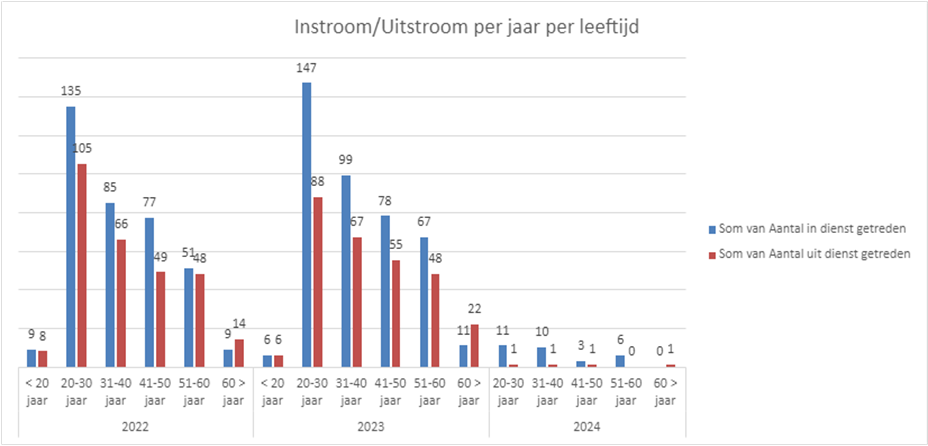 Instroom/Uitstroom per jaar per leeftijd
9 8 135 105 85 66 77 49 51 48 9 14 6 6 147 88 99 67 78 55 67 48 11 22 11 1 10 1 3 1 6 0 0 1
< 20 20-30 31-40 41-50 51-60 60 > < 20 20-30 31-40 41-50 51-60 60 > 20-30 31-40 41-50 51-60 60 >
jaar jaar jaar jaar jaar jaar jaar jaar jaar jaar jaar jaar jaar jaar jaar jaar jaar
2022 2023 2024
Som van Aantal in dienst getreden
Som van Aantal uit dienst getreden